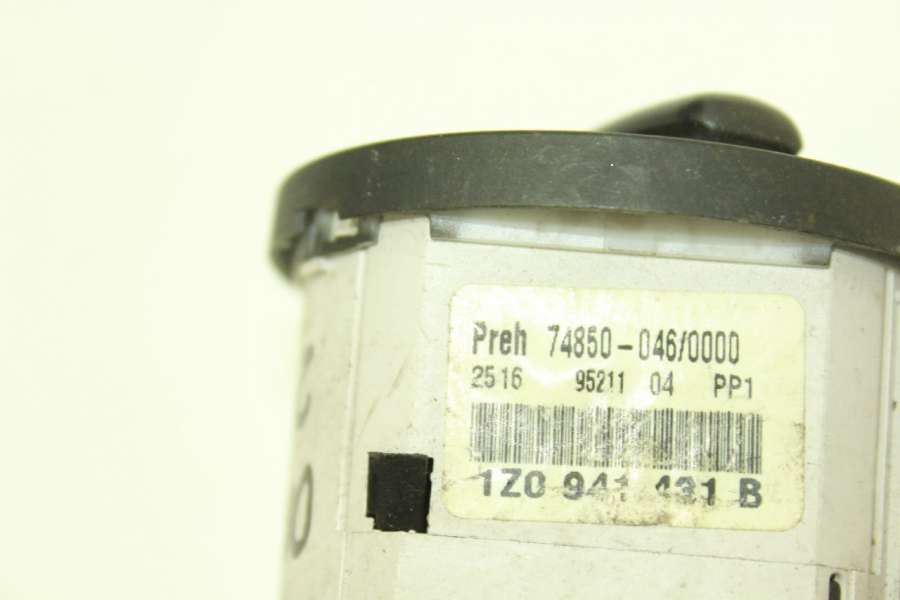 Preh 74850-046/0000
2516 95211 04 PP1
1Z0 941 431 B